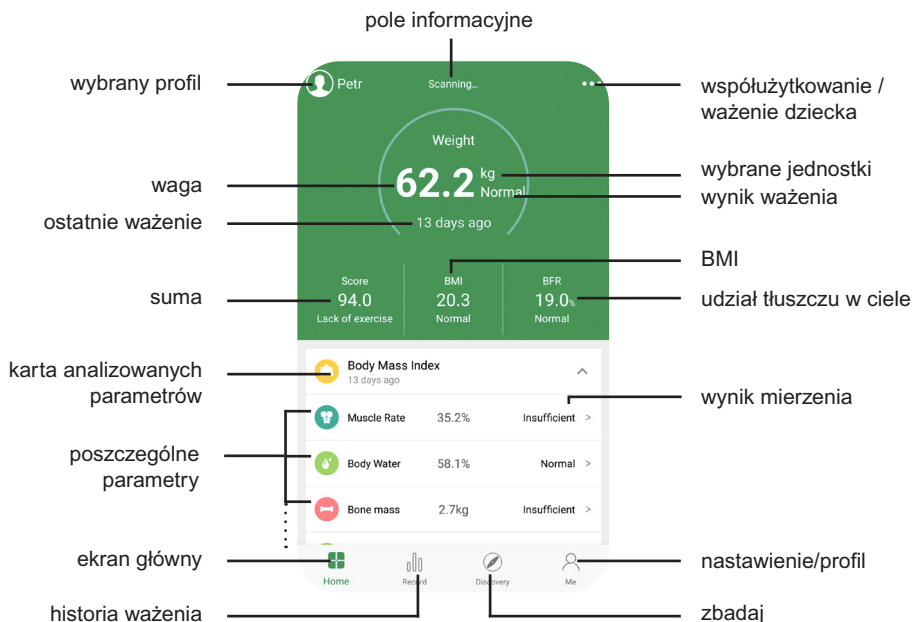 pole informacyjne
wybrany profil
Petr
Scanning...
współużytkowanie /
ważenie dziecka
Weight
waga
62.2 kg
Normal
wybrane jednostki
wynik ważenia
ostatnie ważenie
13 days ago
BMI
suma
Score
94.0
Lack of exercise
BMI
20.3
Normal
BFR
19.0%
Normal
udział tłuszczu w ciele
karta analizowanych
parametrów
Body Mass Index
13 days ago
wynik mierzenia
Muscle Rate 35.2% Insufficient >
poszczególne
parametry
Body Water 58.1% Normal >
Bone mass 2.7kg Insufficient >
ekran główny
Home
Record
Discovery
Me
nastawienie/profil
historia ważenia
zbadaj